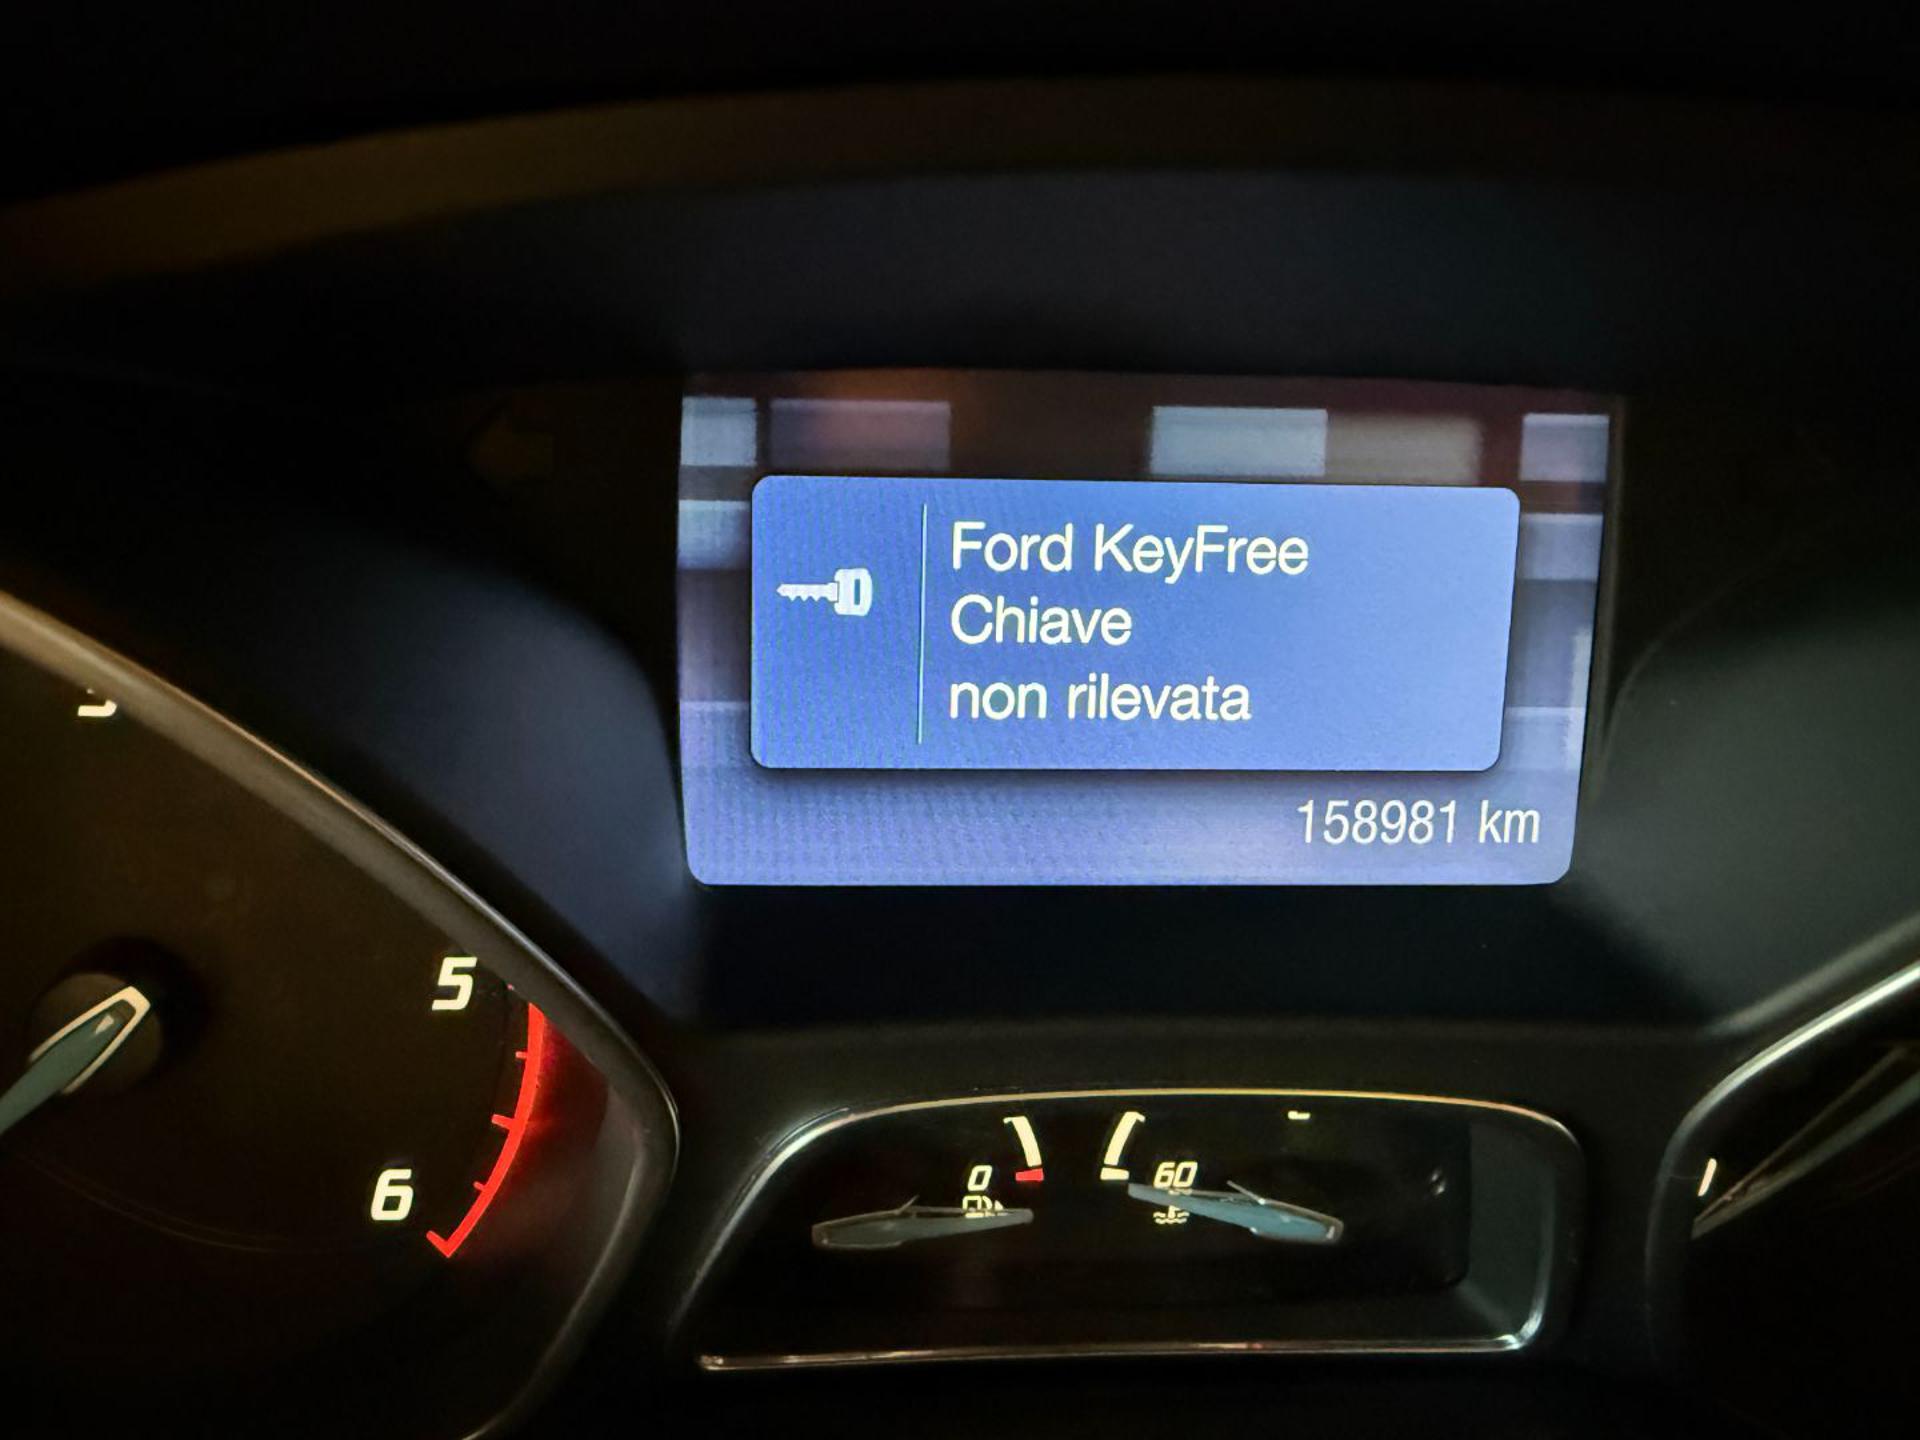 Ford KeyFree
Chiave
non rilevata
158981 km
5
6
0
60